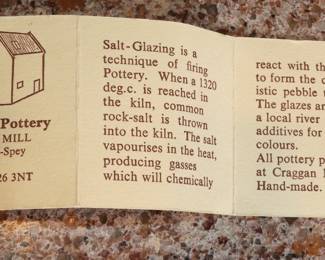 Pottery
MILL
-Spey
26 3NT
Salt-Glazing is a
technique of firing
Pottery. When a 1320
deg.c. is reached in
the kiln, common
rock-salt is thrown
into the kiln. The salt
vapourises in the heat,
producing gasses
which will chemically
react with th
to form the c
istic pebble t
The glazes ar
a local river
additives for
colours.
All pottery p
at Craggan
Hand-made.